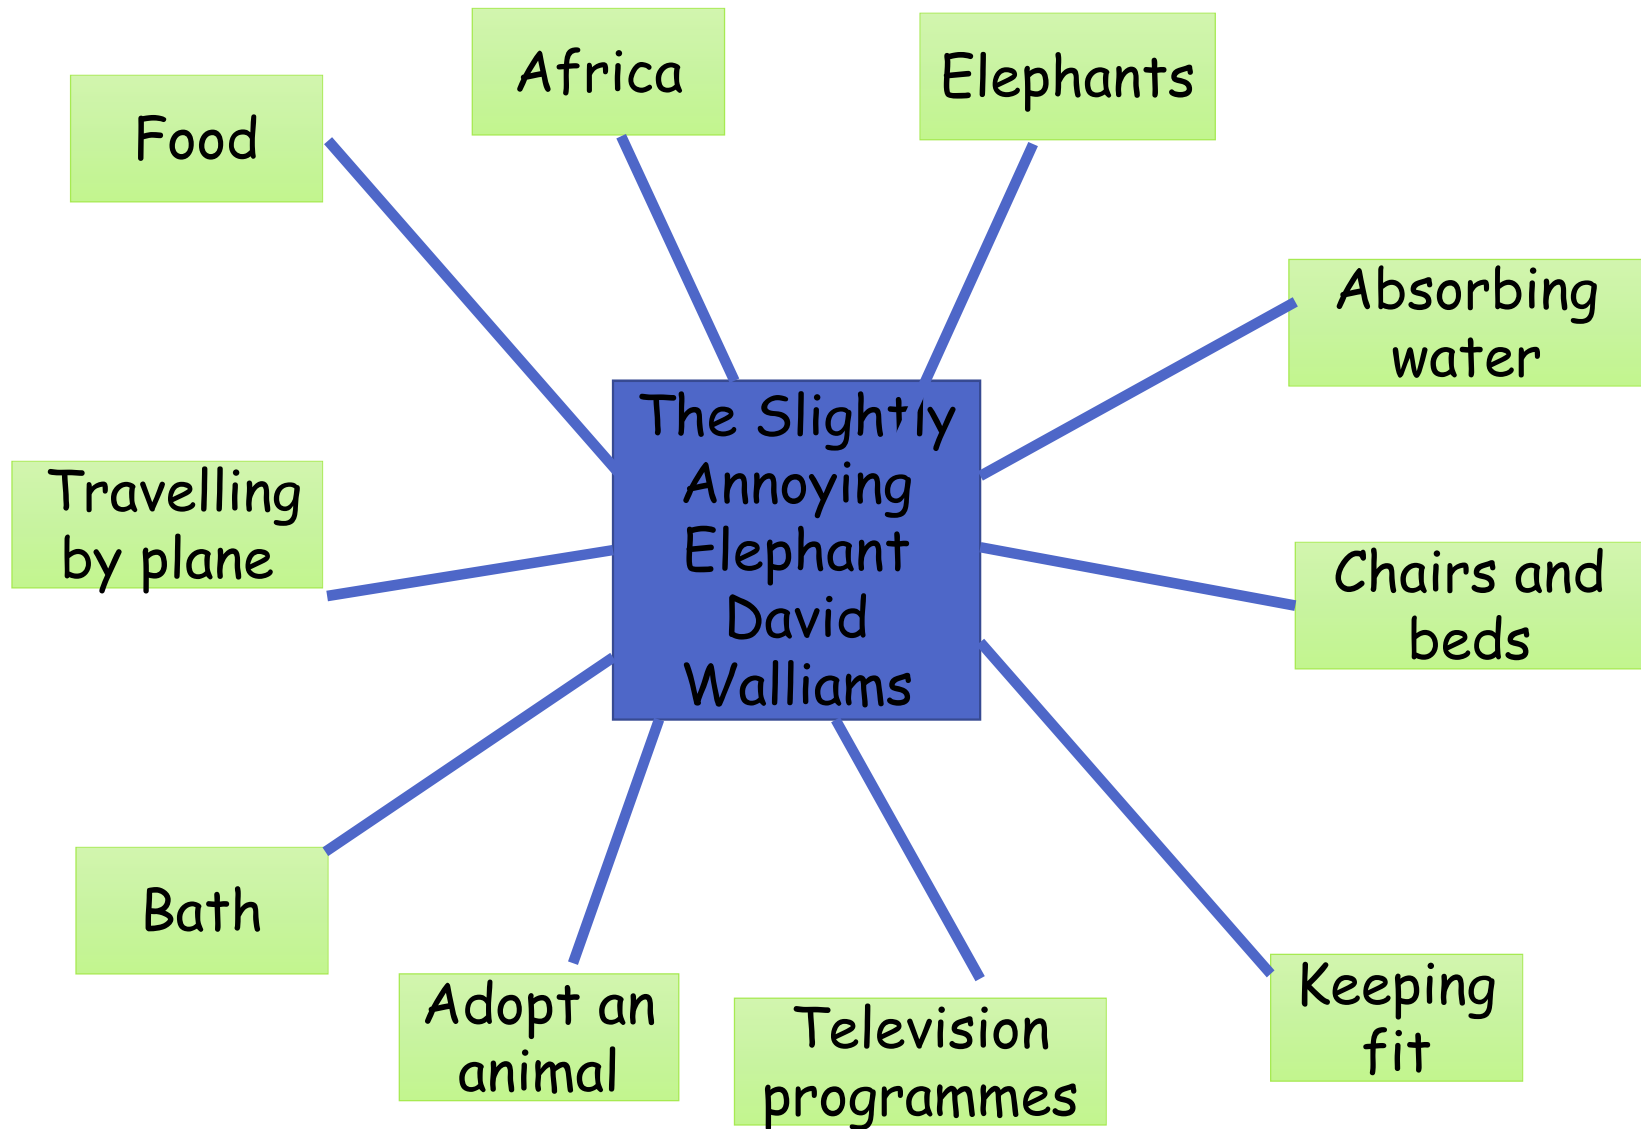 Africa
Elephants
Food
Absorbing
water
The Slightly
Annoying
Elephant
David
Walliams
Travelling
by plane
Chairs and
beds
Bath
Adopt an
animal
Television
programmes
Keeping
fit